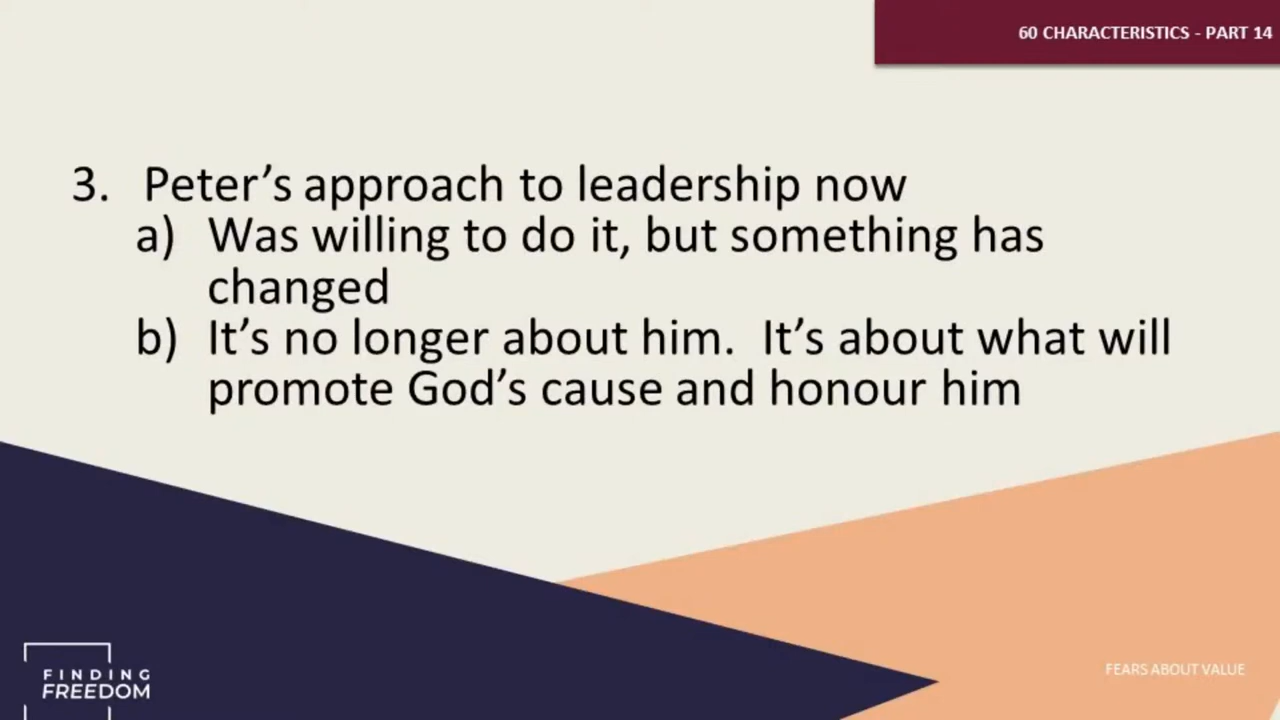 60 CHARACTERISTICS - PART 14
3. Peter’s approach to leadership now
a) Was willing to do it, but something has
changed
b) It’s no longer about him.  It’s about what will
promote God’s cause and honour him
FINDING
FREEDOM
FEARS ABOUT VALUE